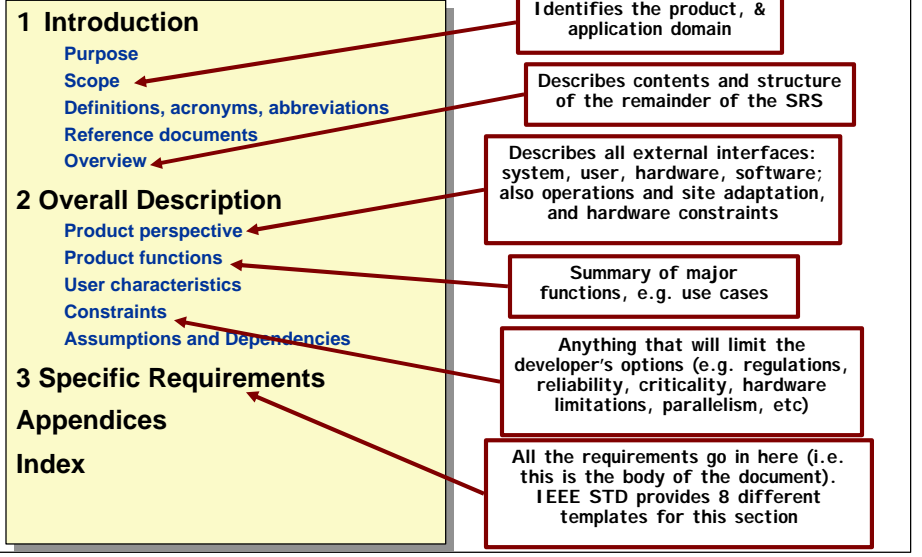 1 Introduction
Purpose
Scope
Definitions, acronyms, abbreviations
Reference documents
Overview
2 Overall Description
Product perspective
Product functions
User characteristics
Constraints
Assumptions and Dependencies
3 Specific Requirements
Appendices
Index
Identifies the product, &
application domain
Describes contents and structure
of the remainder of the SRS
Describes all external interfaces:
system, user, hardware, software;
also operations and site adaptation,
and hardware constraints
Summary of major
functions, e.g. use cases
Anything that will limit the
developer's options (e.g. regulations,
reliability, criticality, hardware
limitations, parallelism, etc)
All the requirements go in here (i.e.
this is the body of the document).
IEEE STD provides 8 different
templates for this section